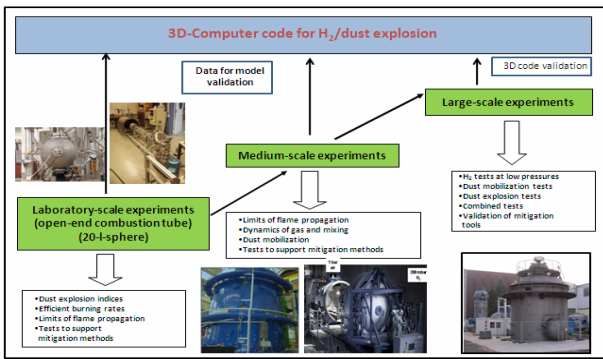 3D-Computer code for H₂/dust explosion
Data for model
validation
3D code validation
Large-scale experiments
Medium-scale experiments
•H₂ tests at low pressures
•Dust mobilization tests
•Dust explosion tests
•Combined tests
•Validation of mitigation
tools
Laboratory-scale experiments
(open-end combustion tube)
(20-l-sphere)
•Limits of flame propagation
•Dynamics of gas and mixing
•Dust mobilization
•Tests to support mitigation methods
•Dust explosion indices
•Efficient burning rates
•Limits of flame propagation
•Tests to support
mitigation methods